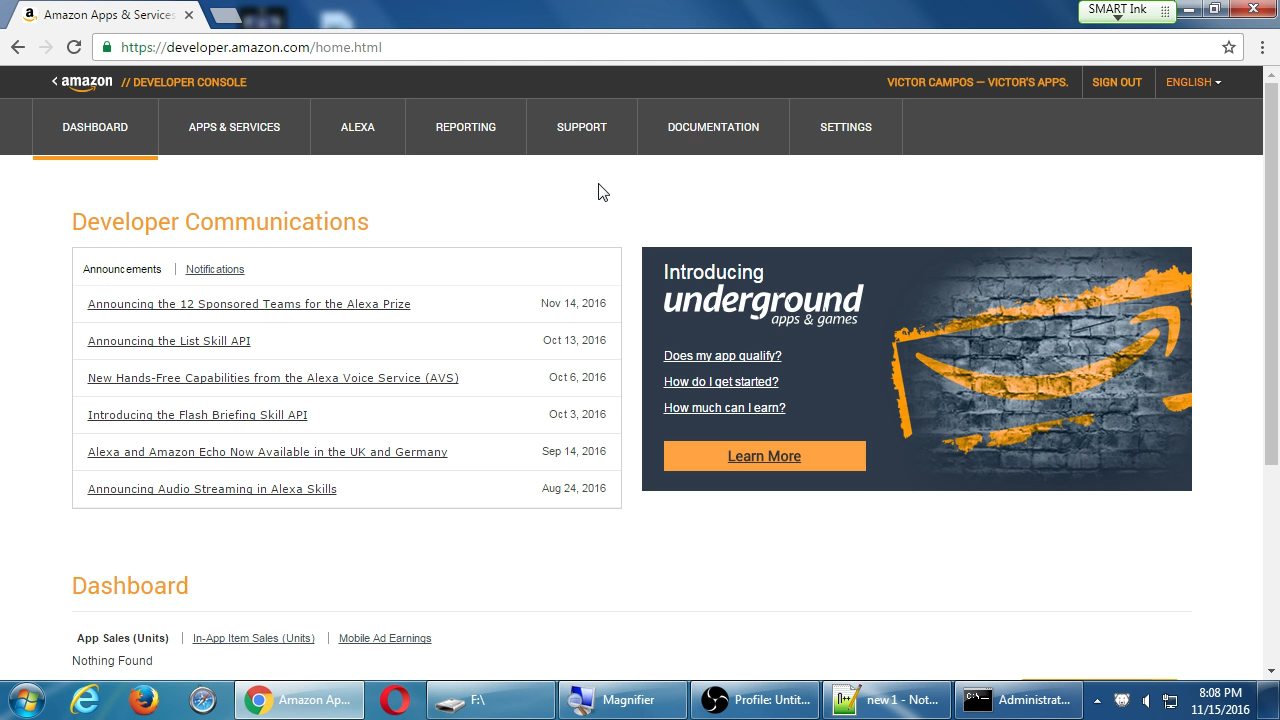 Amazon Apps & Services
SMART Ink
https://developer.amazon.com/home.html
amazon // DEVELOPER CONSOLE
VICTOR CAMPOS — VICTOR'S APPS.
SIGN OUT
ENGLISH
DASHBOARD
APPS & SERVICES
ALEXA
REPORTING
SUPPORT
DOCUMENTATION
SETTINGS
Developer Communications
Announcements
Notifications
Announcing the 12 Sponsored Teams for the Alexa Prize Nov 14, 2016
Announcing the List Skill API Oct 13, 2016
New Hands-Free Capabilities from the Alexa Voice Service (AVS) Oct 6, 2016
Introducing the Flash Briefing Skill API Oct 3, 2016
Alexa and Amazon Echo Now Available in the UK and Germany Sep 14, 2016
Announcing Audio Streaming in Alexa Skills Aug 24, 2016
Introducing
underground
apps & games
Does my app qualify?
How do I get started?
How much can I earn?
Learn More
Dashboard
App Sales (Units)
In-App Item Sales (Units)
Mobile Ad Earnings
Nothing Found
Amazon Ap...
F:\
Magnifier
Profile: Untit...
new 1 - Not...
Administrat...
8:08 PM
11/15/2016